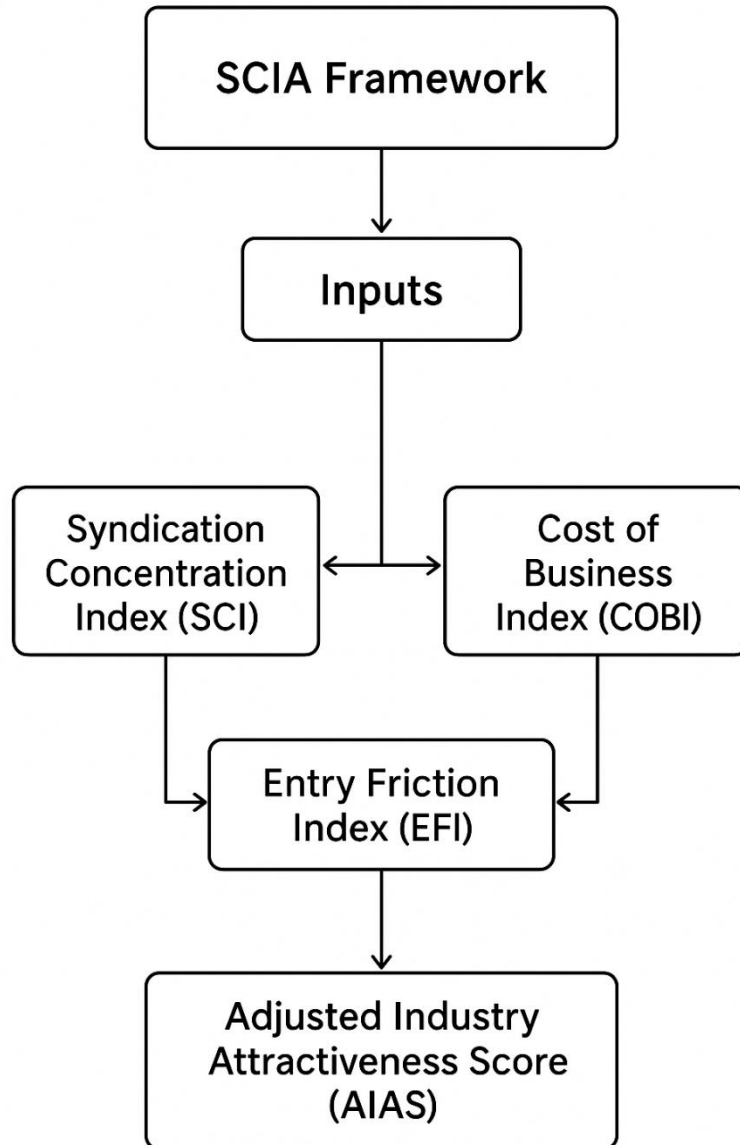 SCIA Framework
Inputs
Syndication
Concentration
Index (SCI)
Cost of
Business
Index (COBI)
Entry Friction
Index (EFI)
Adjusted Industry
Attractiveness Score
(AIAS)